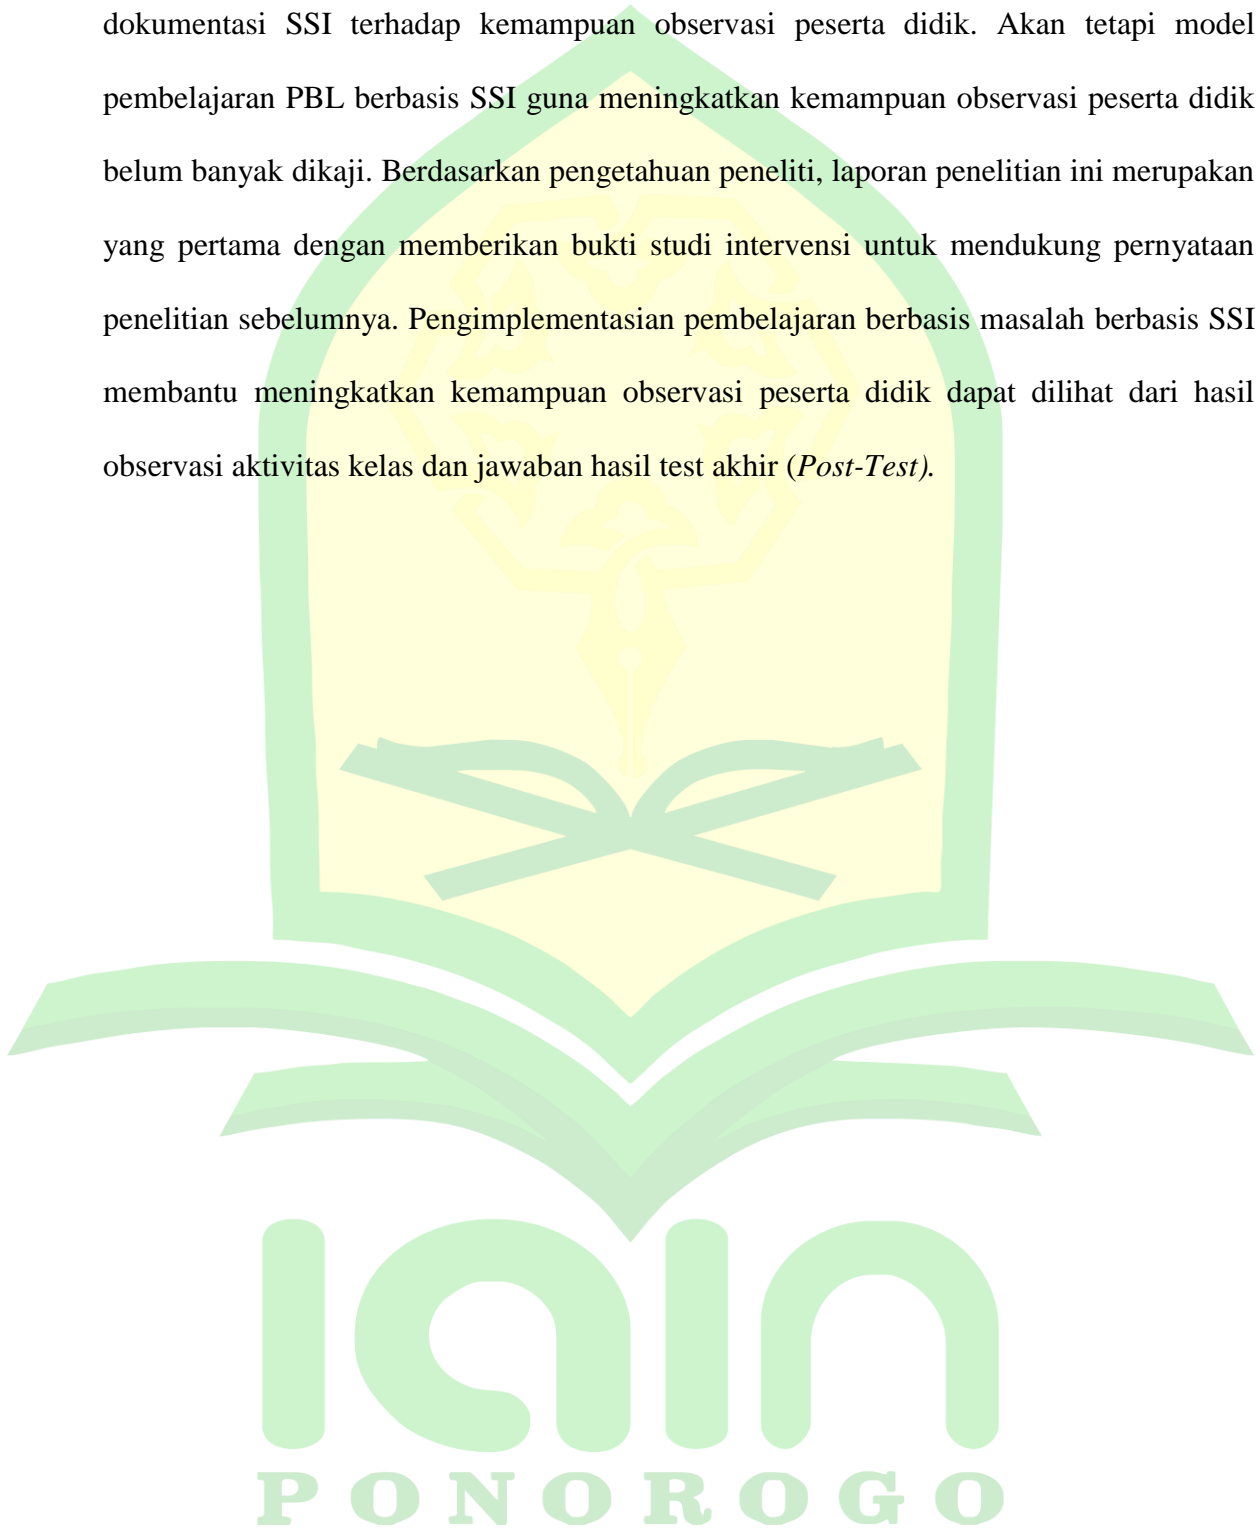 dokumentasi SSI terhadap kemampuan observasi peserta didik. Akan tetapi model
pembelajaran PBL berbasis SSI guna meningkatkan kemampuan observasi peserta didik
belum banyak dikaji. Berdasarkan pengetahuan peneliti, laporan penelitian ini merupakan
yang pertama dengan memberikan bukti studi intervensi untuk mendukung pernyataan
penelitian sebelumnya. Pengimplementasian pembelajaran berbasis masalah berbasis SSI
membantu meningkatkan kemampuan observasi peserta didik dapat dilihat dari hasil
observasi aktivitas kelas dan jawaban hasil test akhir (Post-Test).
iain
PONOROGO